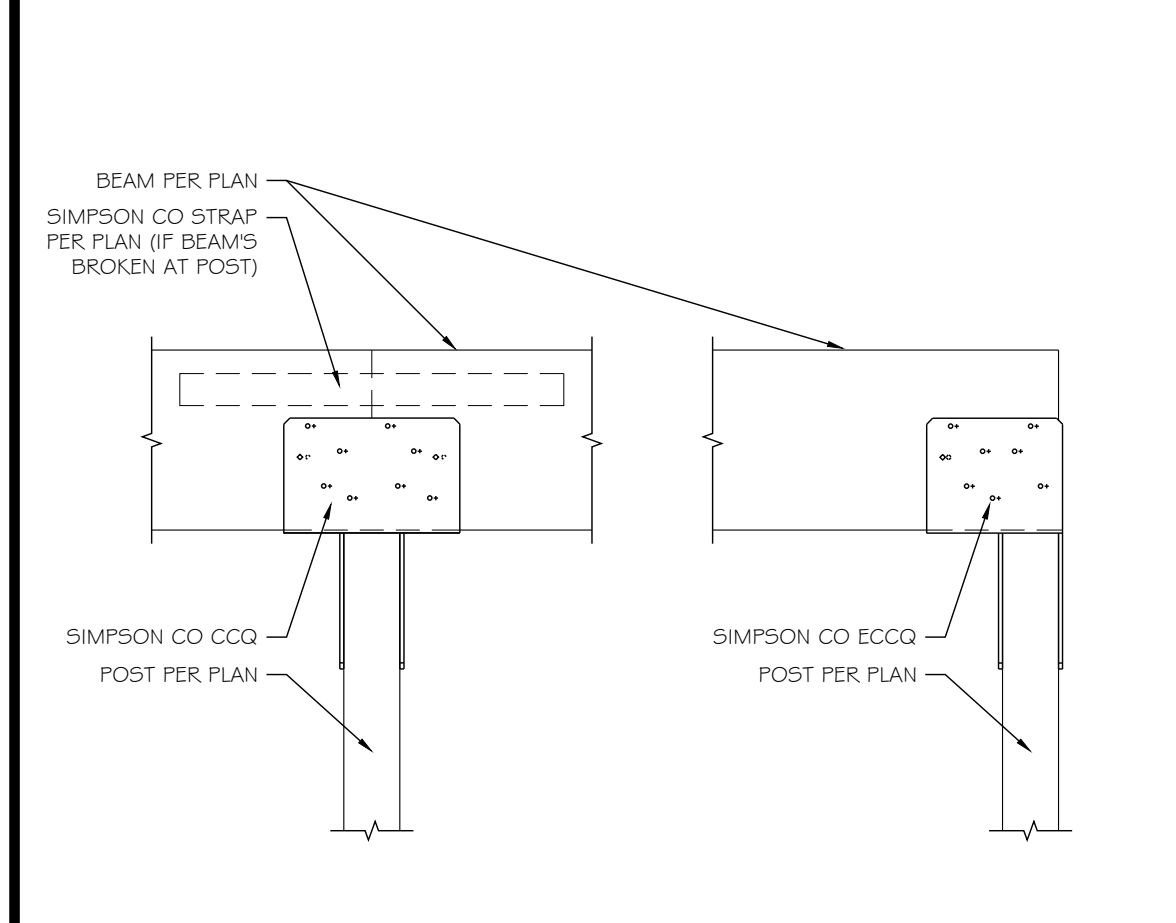 BEAM PER PLAN
SIMPSON CO STRAP
PER PLAN (IF BEAM'S
BROKEN AT POST)
SIMPSON CO CCQ
POST PER PLAN
SIMPSON CO ECCQ
POST PER PLAN